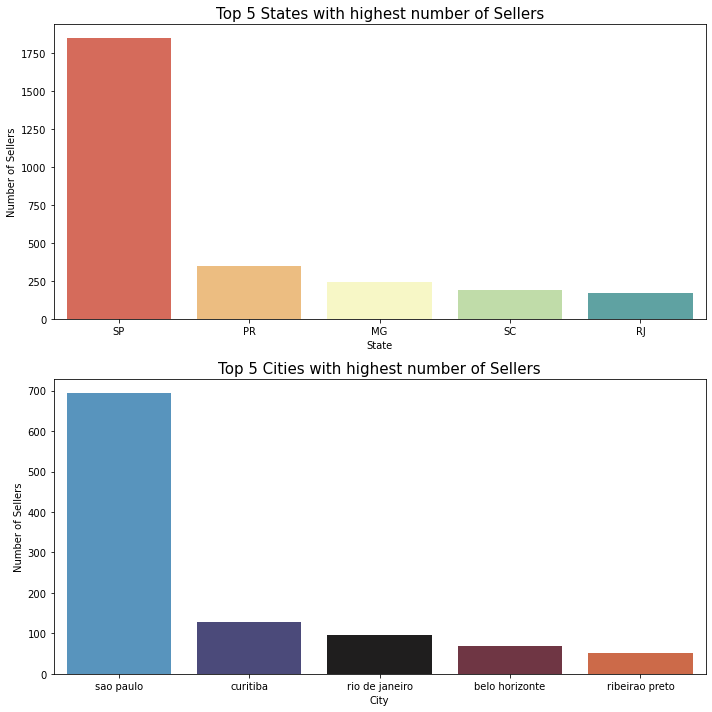 Top 5 States with highest number of Sellers
1750
1500
1250
1000
750
500
250
0
Number of Sellers
SP PR MG SC RJ
State
Top 5 Cities with highest number of Sellers
700
600
500
400
300
200
100
0
Number of Sellers
sao paulo curitiba rio de janeiro belo horizonte ribeirao preto
City